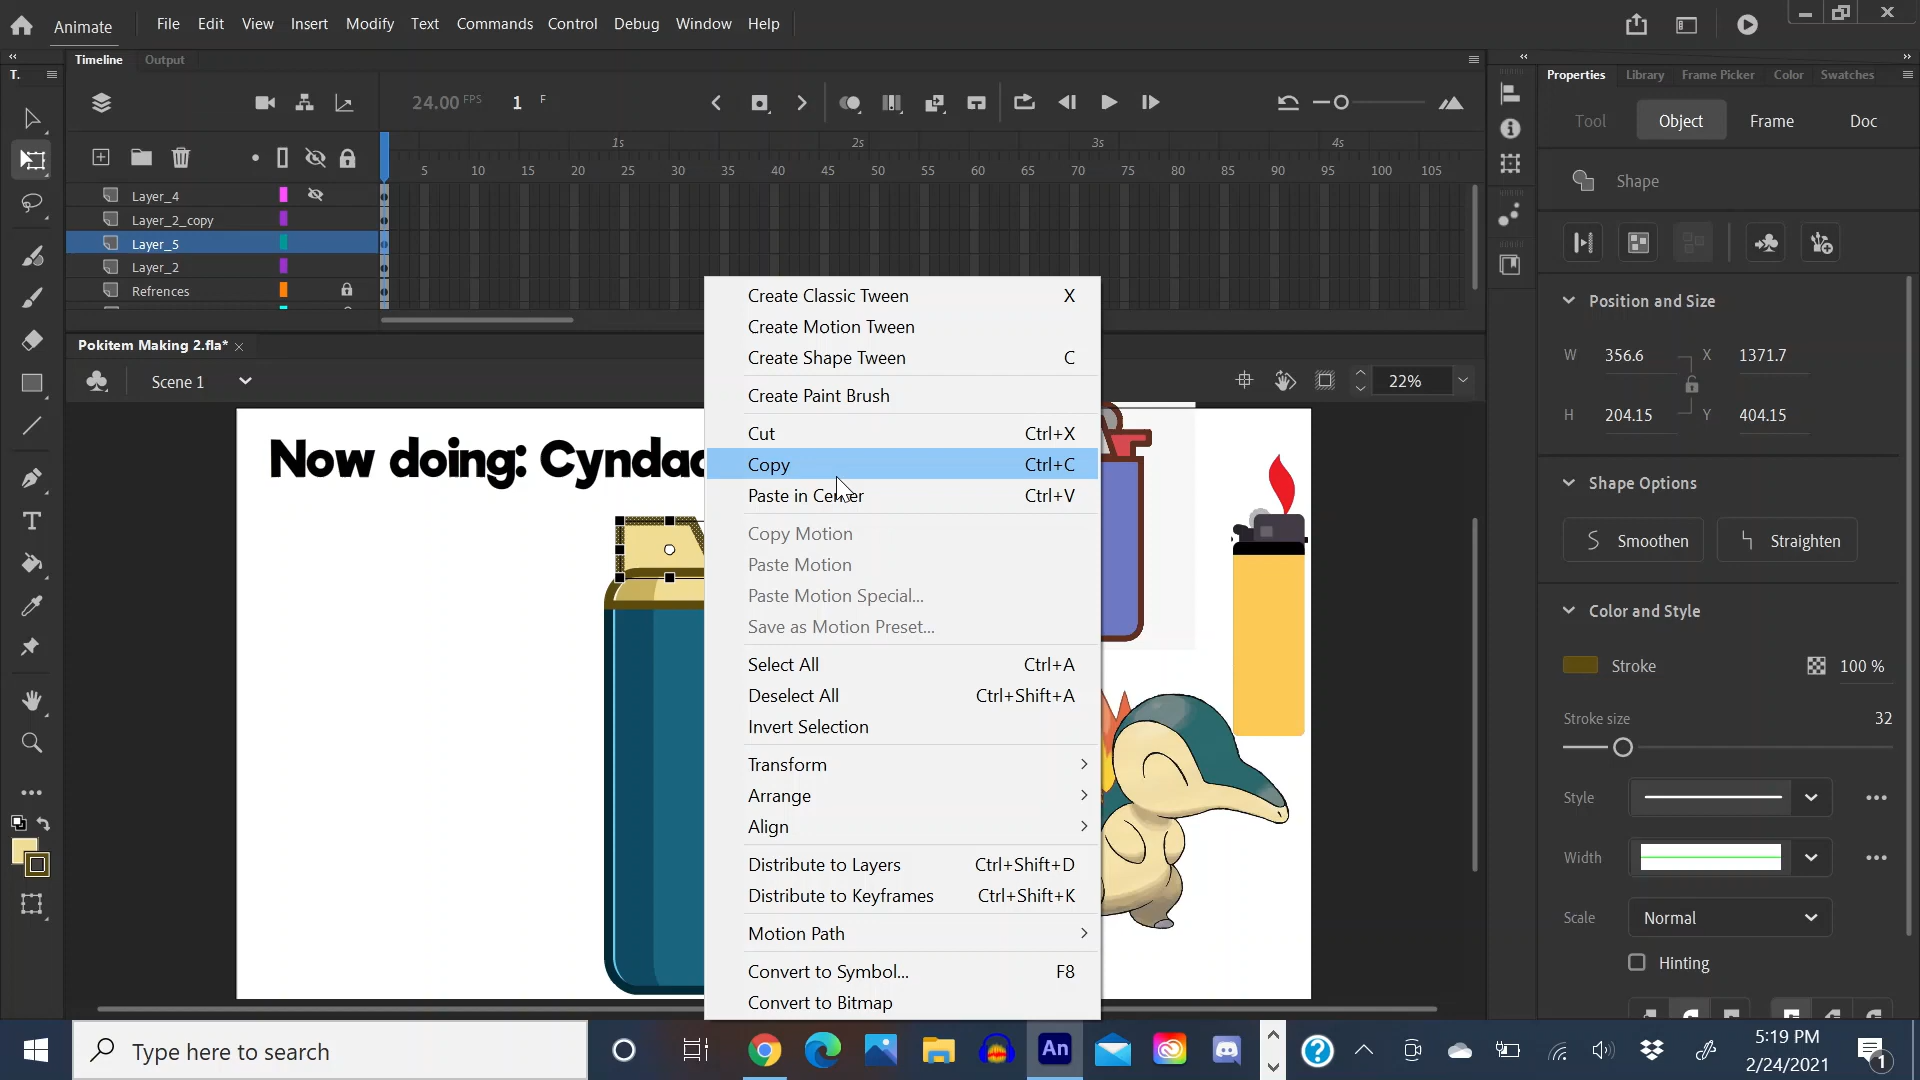 Animate File Edit View Insert Modify Text Commands Control Debug Window Help
Timeline Output
T.
Properties Library Frame Picker Color Swatches
24.00 FPS 1 F
Tool Object Frame Doc
1s 2s 3s 4s
5 10 15 20 25 30 35 40 45 50 55 60 65 70 75 80 85 90 95 100 105
Layer_4
Layer_2_copy
Layer_5
Layer_2
Refrences
Shape
Position and Size
W 356.6 X 1371.7
H 204.15 Y 404.15
Pokitem Making 2.fla*
Scene 1
22%
Now doing: Cyndac
Create Classic Tween X
Create Motion Tween
Create Shape Tween C
Create Paint Brush
Cut Ctrl+X
Copy Ctrl+C
Paste in Center Ctrl+V
Copy Motion
Paste Motion
Paste Motion Special...
Save as Motion Preset...
Select All Ctrl+A
Deselect All Ctrl+Shift+A
Invert Selection
Transform
Arrange
Align
Distribute to Layers Ctrl+Shift+D
Distribute to Keyframes Ctrl+Shift+K
Motion Path
Convert to Symbol... F8
Convert to Bitmap
Shape Options
Smoothen Straighten
Color and Style
Stroke 100 %
Stroke size 32
Style
Width
Scale Normal
Hinting
Type here to search
An
5:19 PM
2/24/2021
1